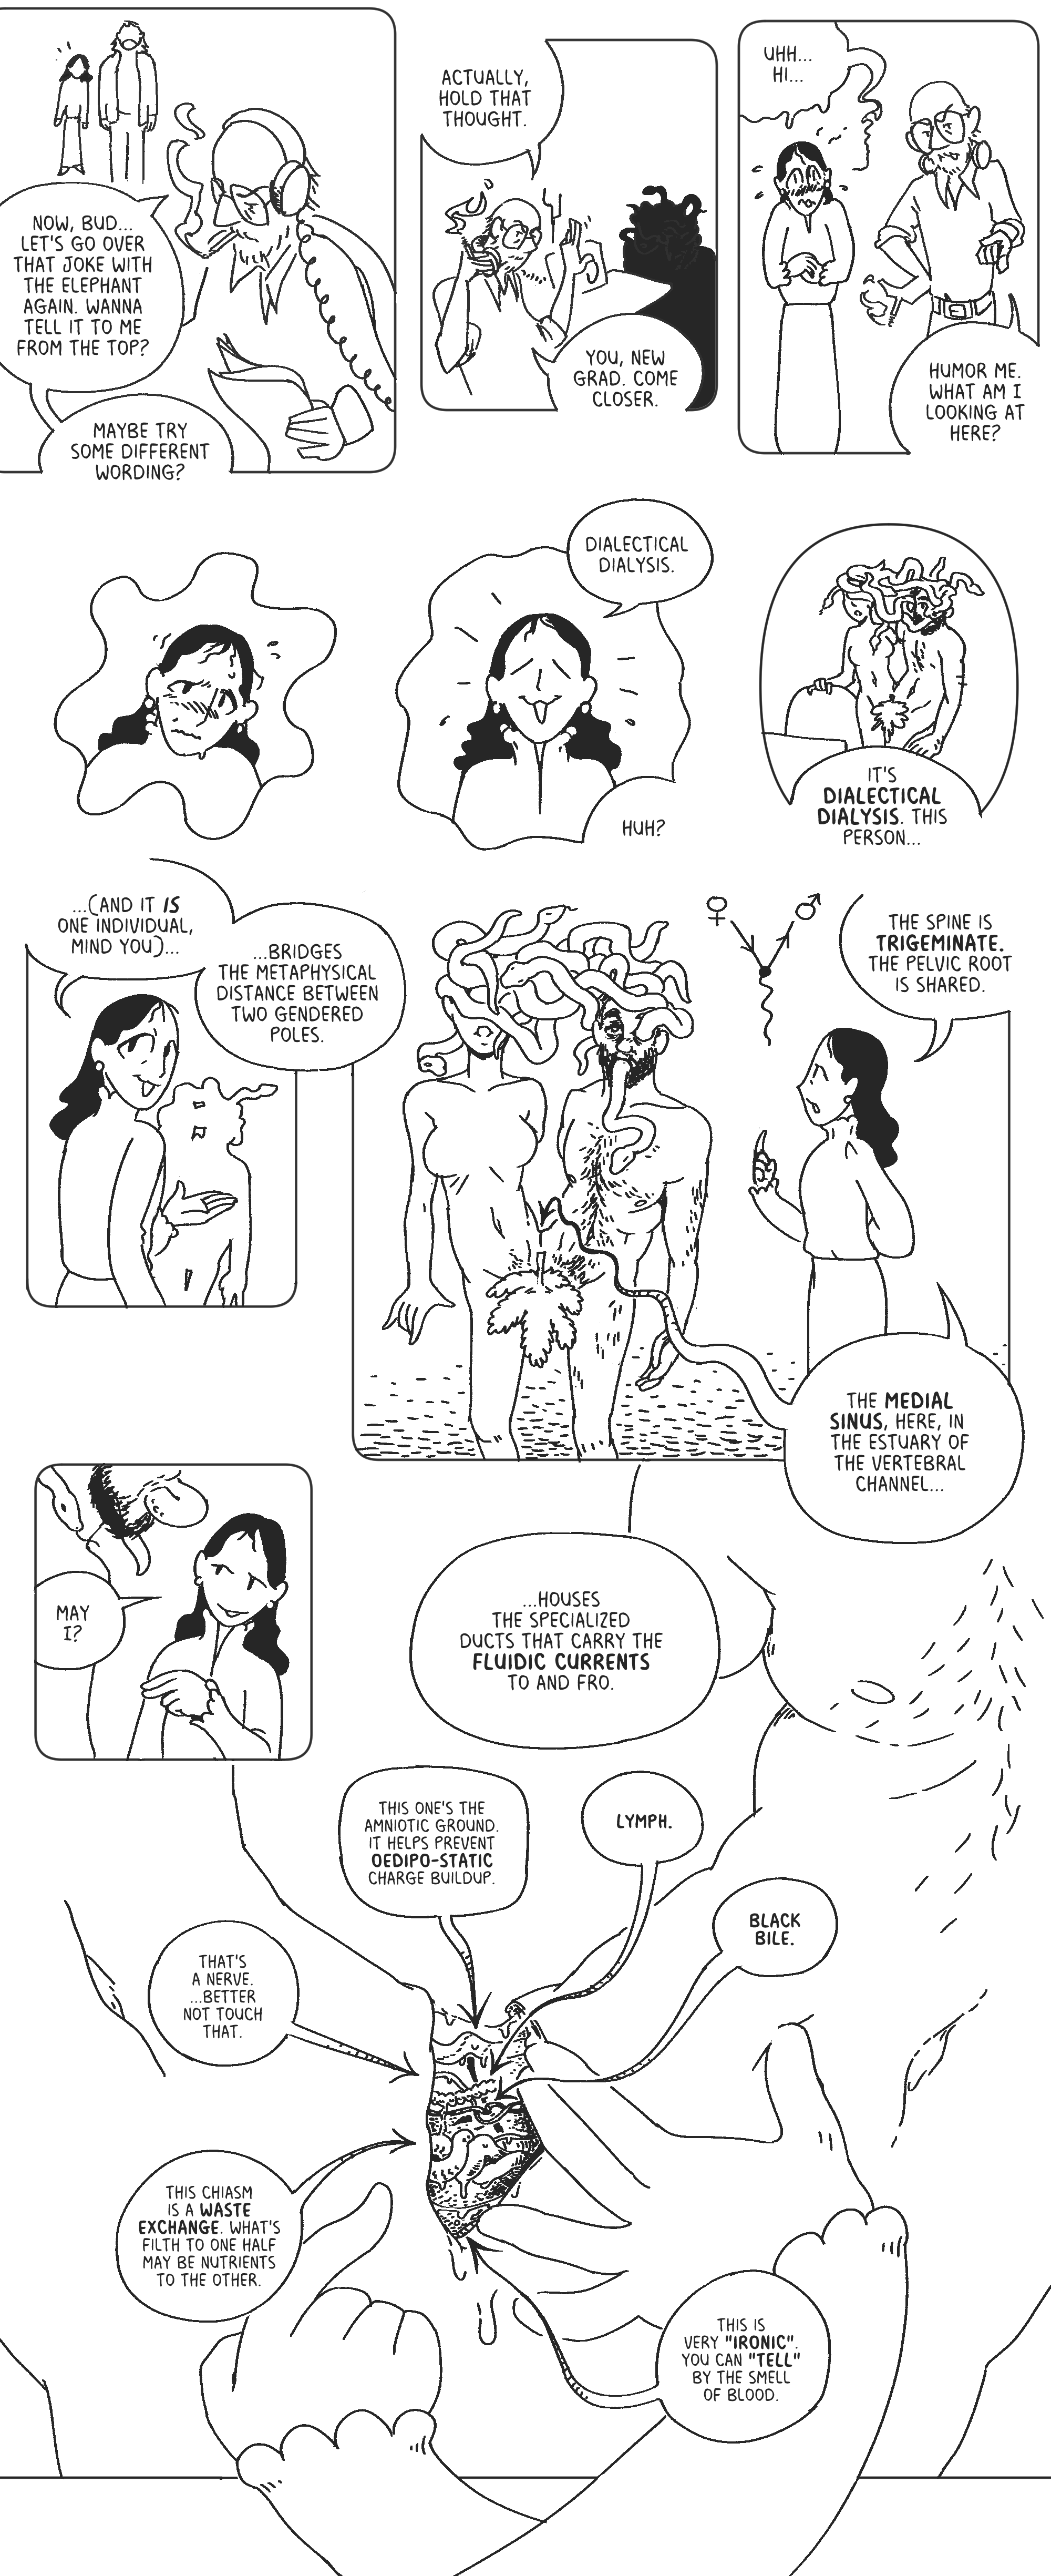 NOW, BUD...
LET'S GO OVER
THAT JOKE WITH
THE ELEPHANT
AGAIN. WANNA
TELL IT TO ME
FROM THE TOP?
MAYBE TRY
SOME DIFFERENT
WORDING?
ACTUALLY,
HOLD THAT
THOUGHT.
YOU, NEW
GRAD. COME
CLOSER.
UHH...
HI...
HUMOR ME.
WHAT AM I
LOOKING AT
HERE?
DIALECTICAL
DIALYSIS.
HUH?
IT'S
DIALECTICAL
DIALYSIS. THIS
PERSON...
...(AND IT IS
ONE INDIVIDUAL,
MIND YOU)...
...BRIDGES
THE METAPHYSICAL
DISTANCE BETWEEN
TWO GENDERED
POLES.
♀ ♂
THE SPINE IS
TRIGEMINATE.
THE PELVIC ROOT
IS SHARED.
THE MEDIAL
SINUS, HERE, IN
THE ESTUARY OF
THE VERTEBRAL
CHANNEL...
MAY
I?
...HOUSES
THE SPECIALIZED
DUCTS THAT CARRY THE
FLUIDIC CURRENTS
TO AND FRO.
THIS ONE'S THE
AMNIOTIC GROUND.
IT HELPS PREVENT
OEDIPO-STATIC
CHARGE BUILDUP.
LYMPH.
BLACK
BILE.
THAT'S
A NERVE.
...BETTER
NOT TOUCH
THAT.
THIS CHIASM
IS A WASTE
EXCHANGE. WHAT'S
FILTH TO ONE HALF
MAY BE NUTRIENTS
TO THE OTHER.
THIS IS
VERY "IRONIC".
YOU CAN "TELL"
BY THE SMELL
OF BLOOD.